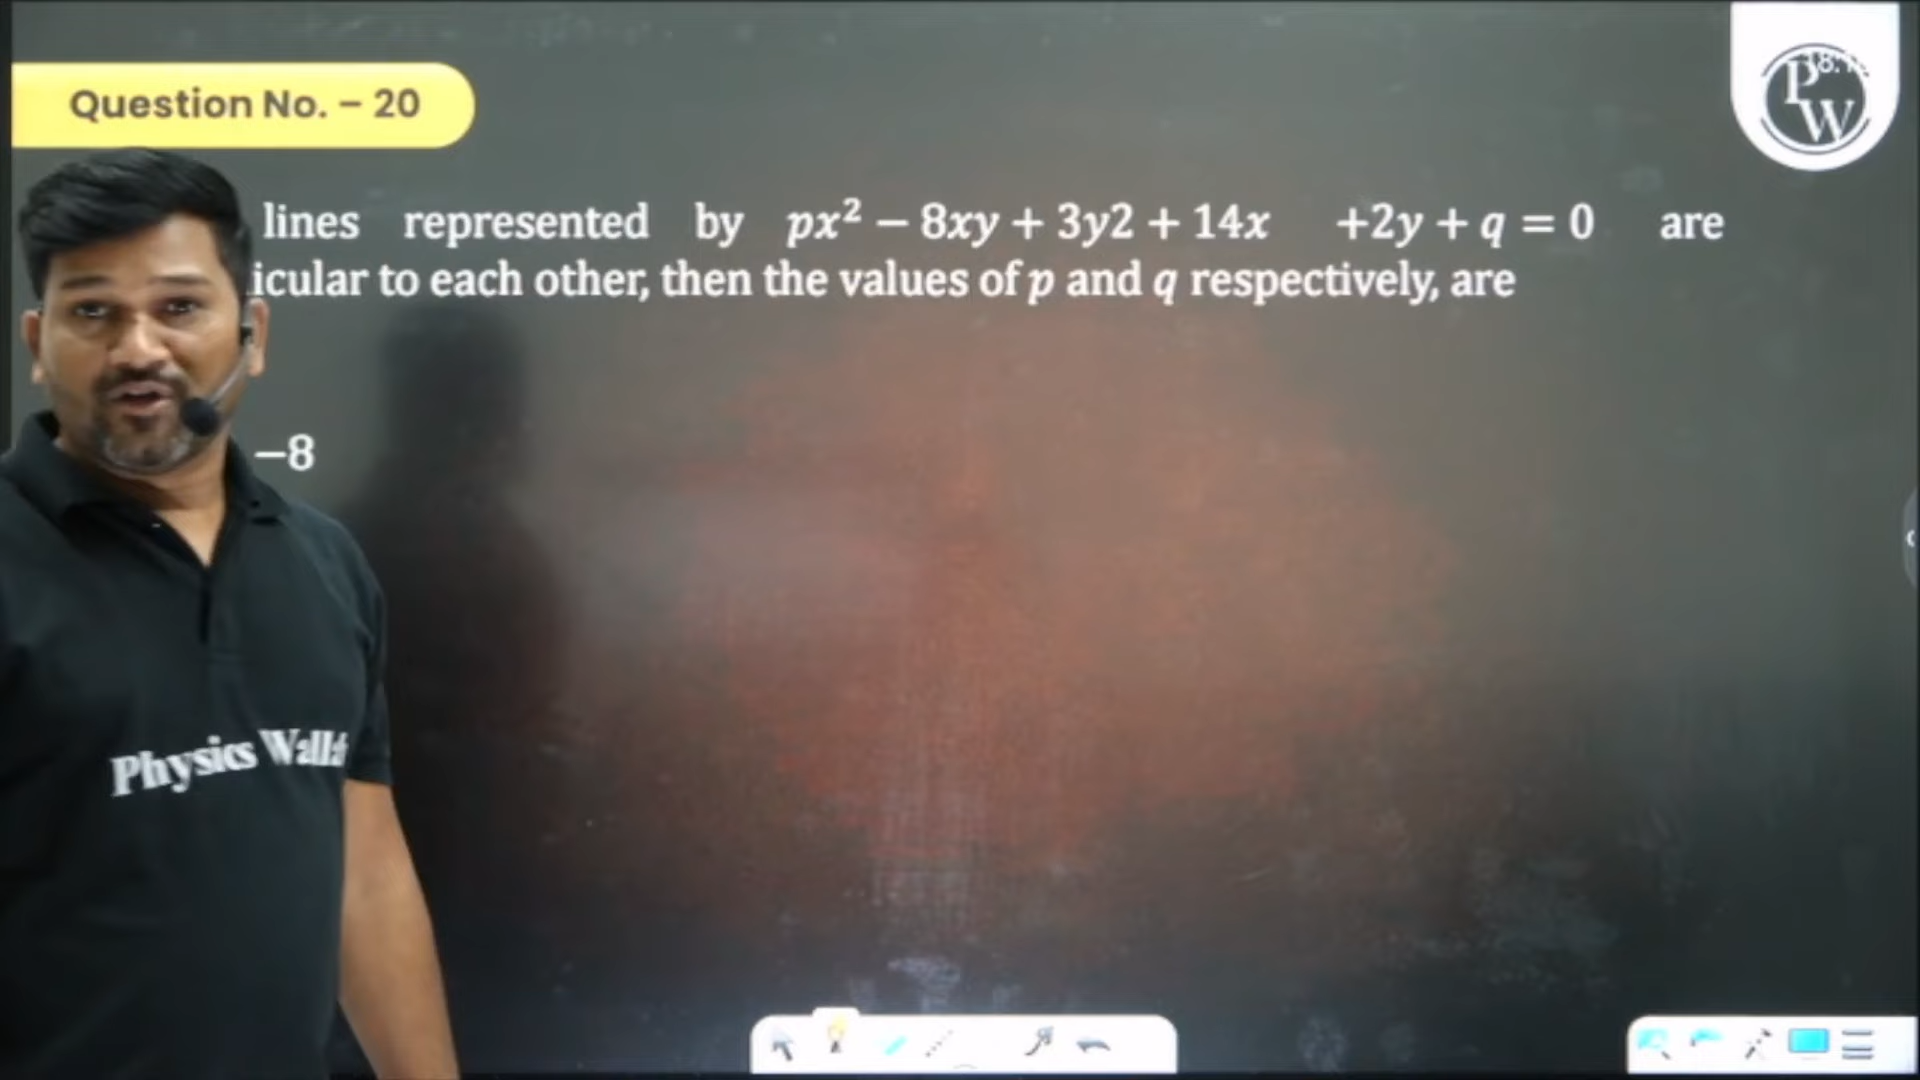 Question No. – 20
P
W
lines represented by px² − 8xy + 3y2 + 14x +2y + q = 0 are
icular to each other, then the values of p and q respectively, are
−8
Physics Walla